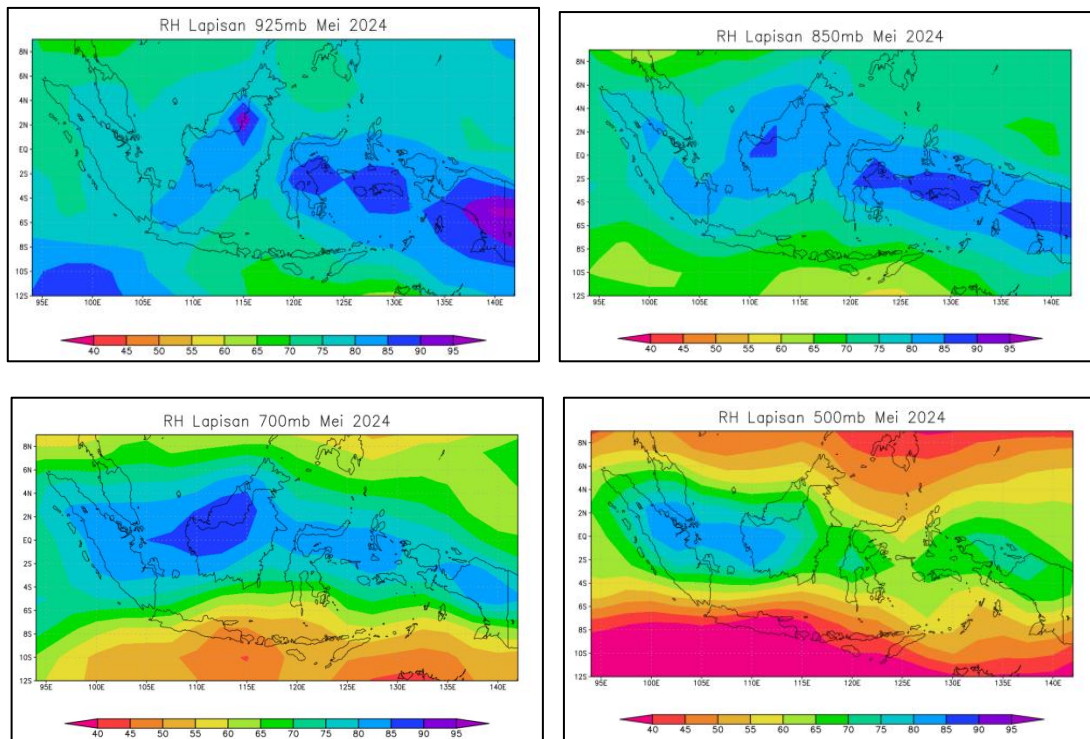 RH Lapisan 925mb Mei 2024
8N
6N
4N
2N
EQ
2S
4S
6S
8S
10S
12S
95E 100E 105E 110E 115E 120E 125E 130E 135E 140E
40 45 50 55 60 65 70 75 80 85 90 95
RH Lapisan 850mb Mei 2024
8N
6N
4N
2N
EQ
2S
4S
6S
8S
10S
12S
95E 100E 105E 110E 115E 120E 125E 130E 135E 140E
40 45 50 55 60 65 70 75 80 85 90 95
RH Lapisan 700mb Mei 2024
8N
6N
4N
2N
EQ
2S
4S
6S
8S
10S
12S
95E 100E 105E 110E 115E 120E 125E 130E 135E 140E
40 45 50 55 60 65 70 75 80 85 90 95
RH Lapisan 500mb Mei 2024
8N
6N
4N
2N
EQ
2S
4S
6S
8S
10S
12S
95E 100E 105E 110E 115E 120E 125E 130E 135E 140E
40 45 50 55 60 65 70 75 80 85 90 95